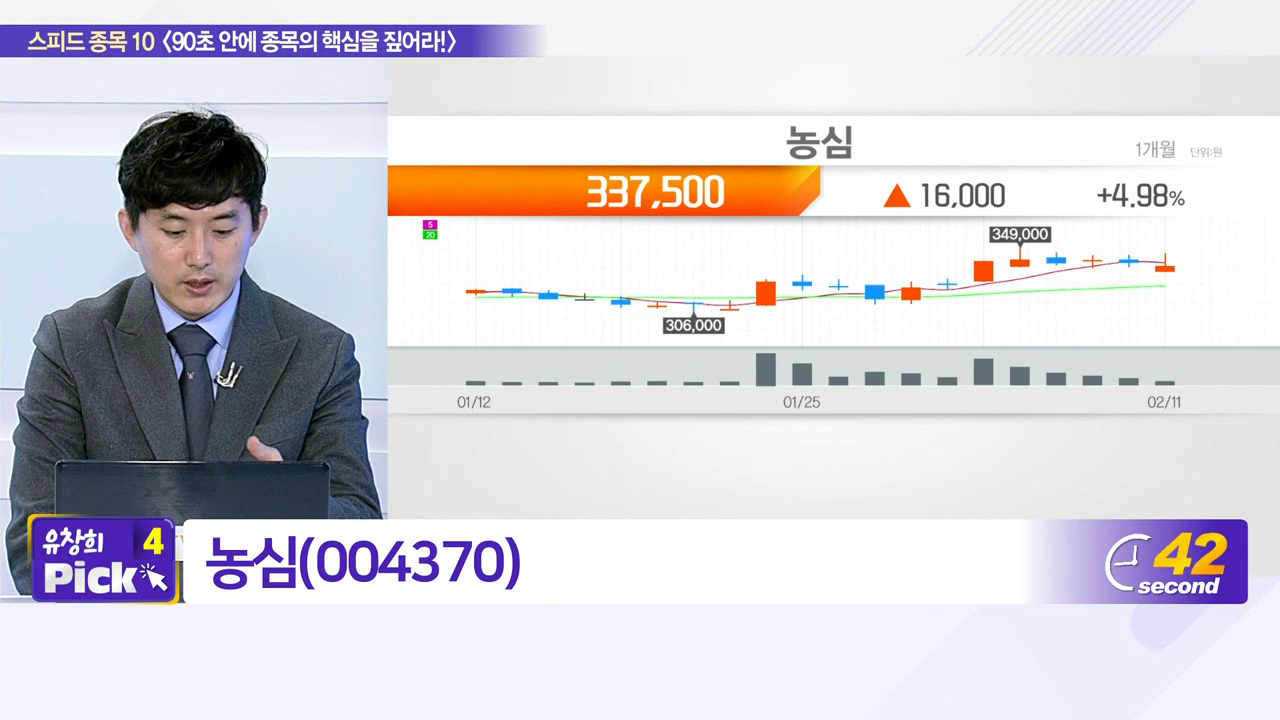 스피드 종목 10 〈90초 안에 종목의 핵심을 짚어라!〉
농심
1개월 단위:원
337,500 ▲ 16,000 +4.98%
5
20
349,000
306,000
01/12 01/25 02/11
유창희 4
Pick
농심(004370)
42
second